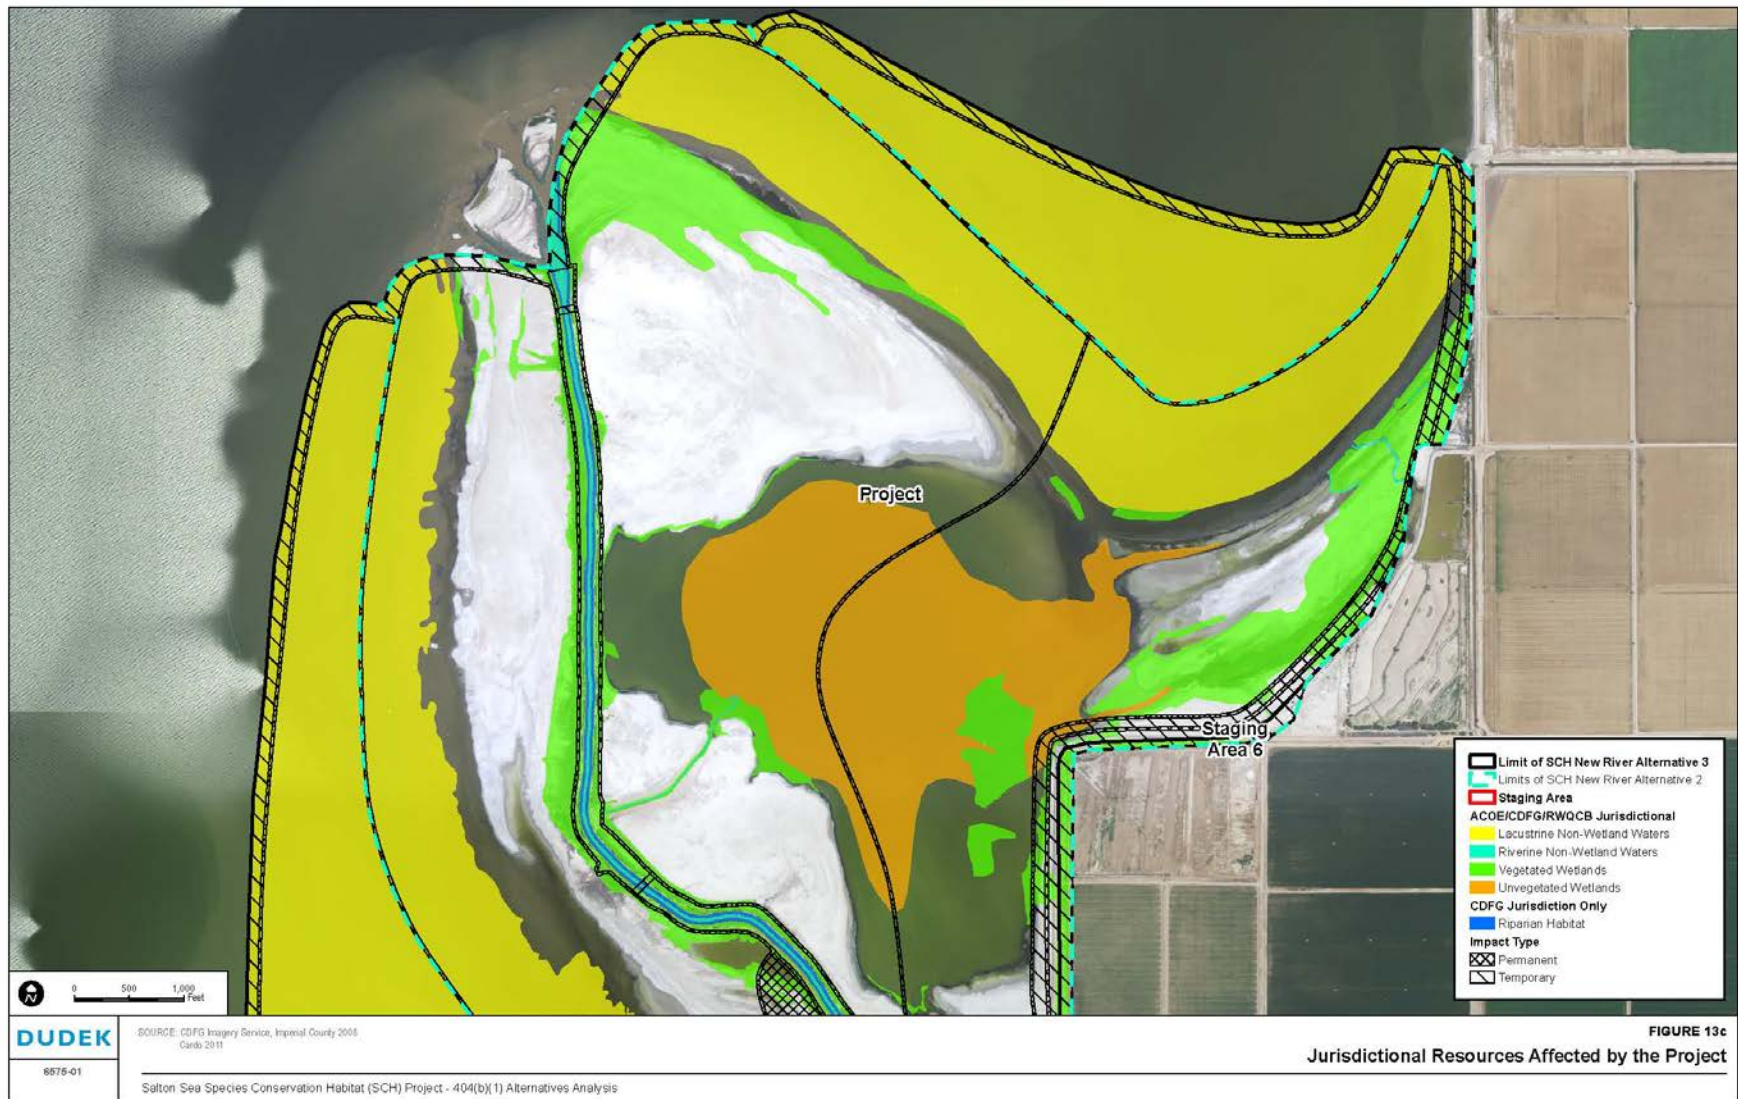 Project
Staging
Area 6
Limit of SCH New River Alternative 3
Limits of SCH New River Alternative 2
Staging Area
ACOE/CDFG/RWQCB Jurisdictional
Lacustrine Non-Wetland Waters
Riverine Non-Wetland Waters
Vegetated Wetlands
Unvegetated Wetlands
CDFG Jurisdiction Only
Riparian Habitat
Impact Type
Permanent
Temporary
N
0 500 1,000
Feet
DUDEK
6575-01
SOURCE: CDFG Imagery Service, Imperial County 2008
Cardo 2011
FIGURE 13c
Jurisdictional Resources Affected by the Project
Salton Sea Species Conservation Habitat (SCH) Project - 404(b)(1) Alternatives Analysis